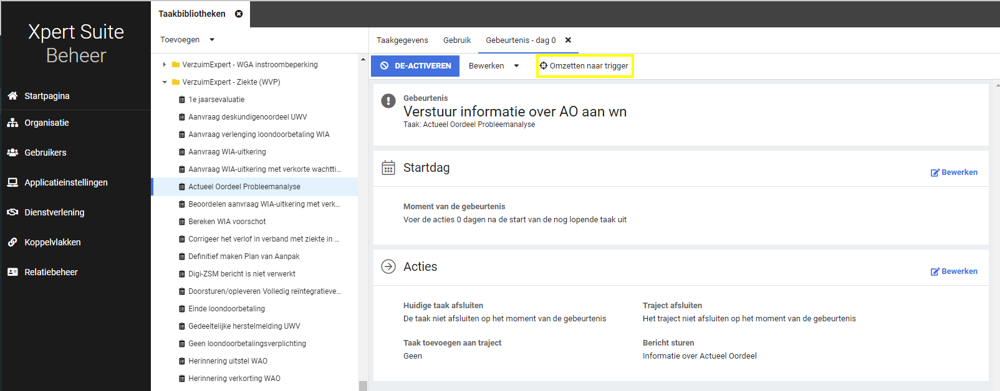 Xpert Suite
Beheer
Startpagina
Organisatie
Gebruikers
Applicatieinstellingen
Dienstverlening
Koppelvlakken
Relatiebeheer
Taakbibliotheken
Toevoegen
VerzuimExpert - WGA instroombeperking
VerzuimExpert - Ziekte (WVP)
1e jaarsevaluatie
Aanvraag deskundigenoordeel UWV
Aanvraag verlenging loondoorbetaling WIA
Aanvraag WIA-uitkering
Aanvraag WIA-uitkering met verkorte wachtti...
Actueel Oordeel Probleemanalyse
Beoordelen aanvraag WIA-uitkering met verk...
Bereken WIA voorschot
Corrigeer het verlof in verband met ziekte in ...
Definitief maken Plan van Aanpak
Digi-ZSM bericht is niet verwerkt
Doorsturen/opleveren Volledig reïntegratieve...
Einde loondoorbetaling
Gedeeltelijke herstelmelding UWV
Geen loondoorbetalingsverplichting
Herinnering uitstel WAO
Herinnering verkorting WAO
Taakgegevens Gebruik Gebeurtenis - dag 0
DE-ACTIVEREN Bewerken Omzetten naar trigger
Gebeurtenis
Verstuur informatie over AO aan wn
Taak: Actueel Oordeel Probleemanalyse
Startdag
Bewerken
Moment van de gebeurtenis
Voer de acties 0 dagen na de start van de nog lopende taak uit
Acties
Bewerken
Huidige taak afsluiten
De taak niet afsluiten op het moment van de gebeurtenis
Traject afsluiten
Het traject niet afsluiten op het moment van de gebeurtenis
Taak toevoegen aan traject
Geen
Bericht sturen
Informatie over Actueel Oordeel